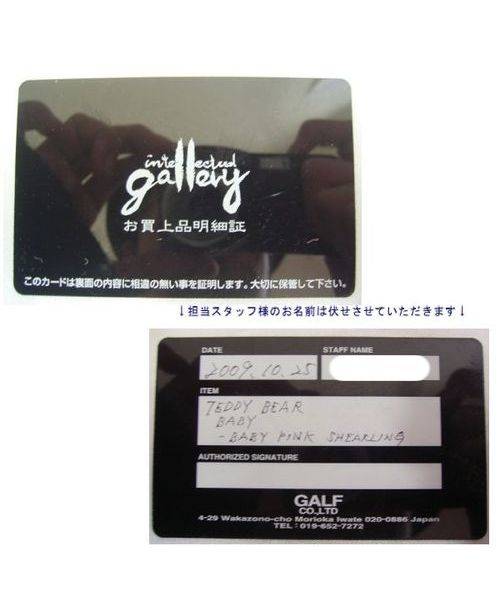 intellectual
gallery
お買上品明細証
このカードは裏面の内容に相違の無い事を証明します。大切に保管して下さい。
↓担当スタッフ様のお名前は伏せさせていただきます↓
DATE
STAFF NAME
2009.10.25
ITEM
TEDDY BEAR
BABY
-BABY PINK SHEARLING
AUTHORIZED SIGNATURE
GALF
CO.,LTD
4-29 Wakazono-cho Morioka Iwate 020-0886 Japan
TEL : 019-652-7272